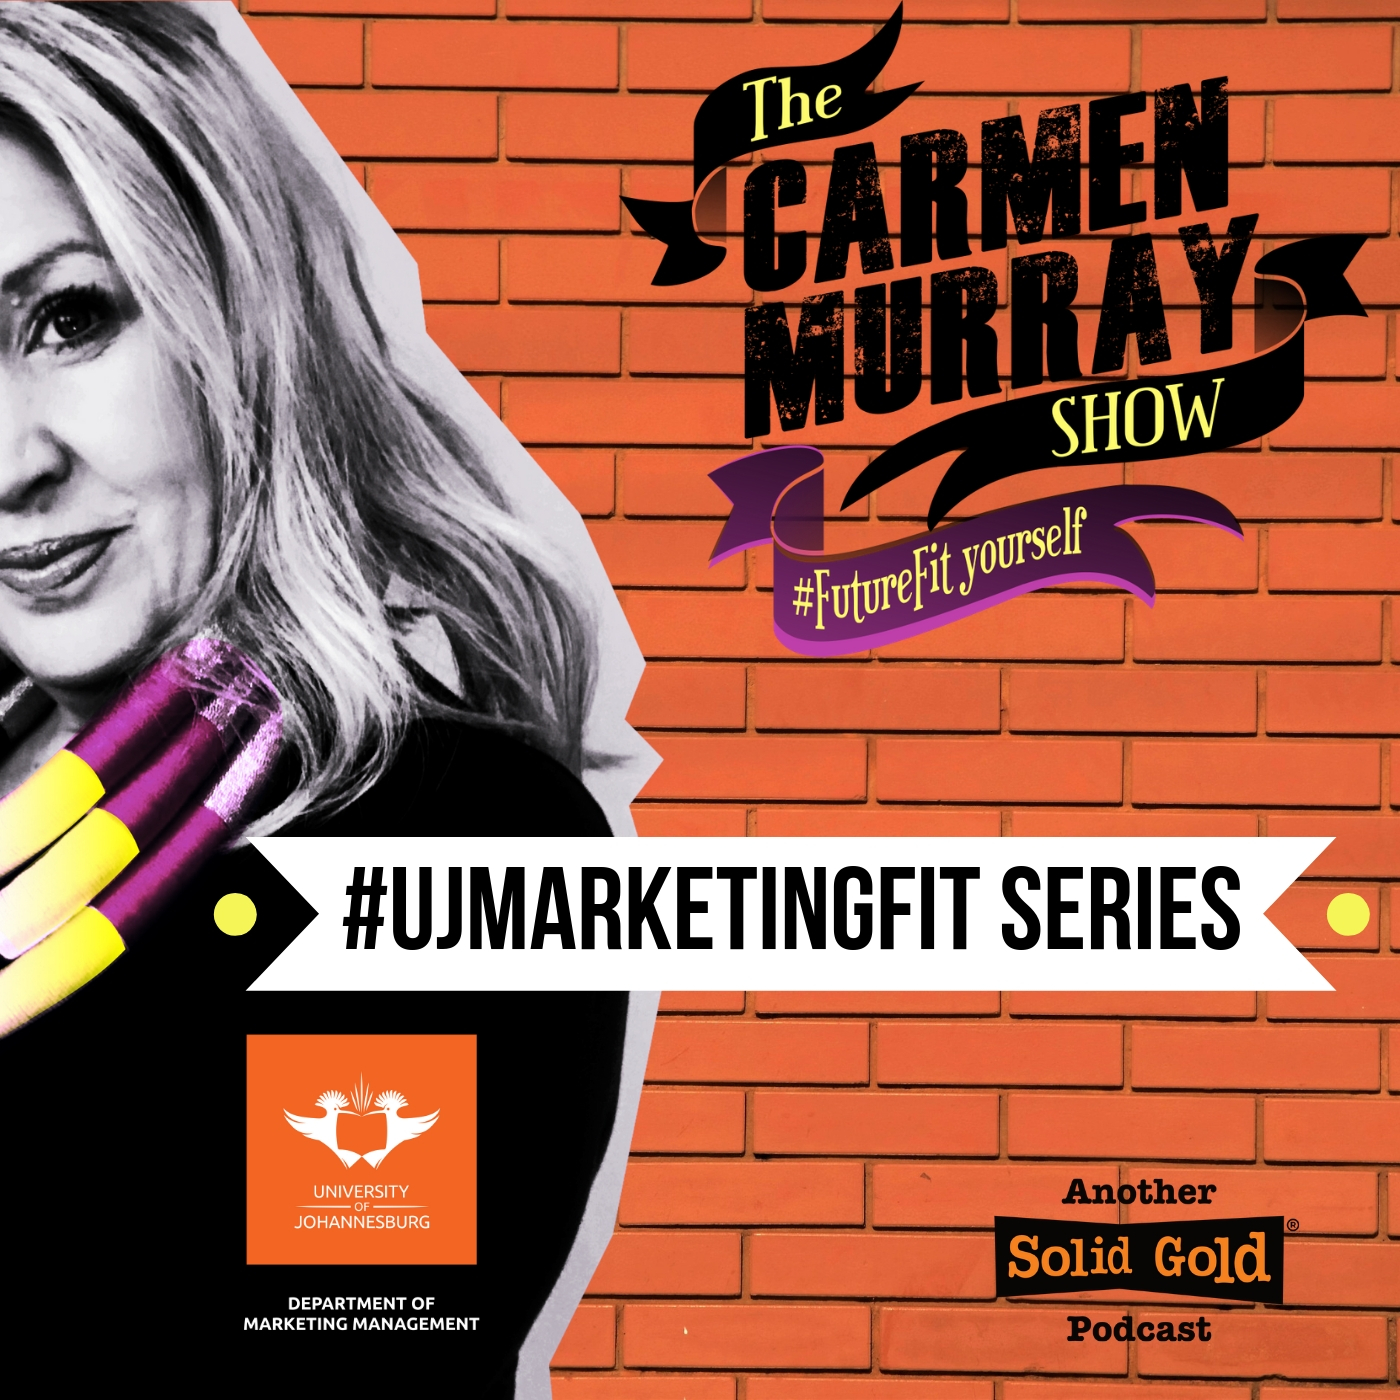 The
CARMEN
MURRAY
SHOW
#FutureFit yourself
#UJMARKETINGFIT SERIES
UNIVERSITY
OF
JOHANNESBURG
DEPARTMENT OF
MARKETING MANAGEMENT
Another
Solid Gold®
Podcast